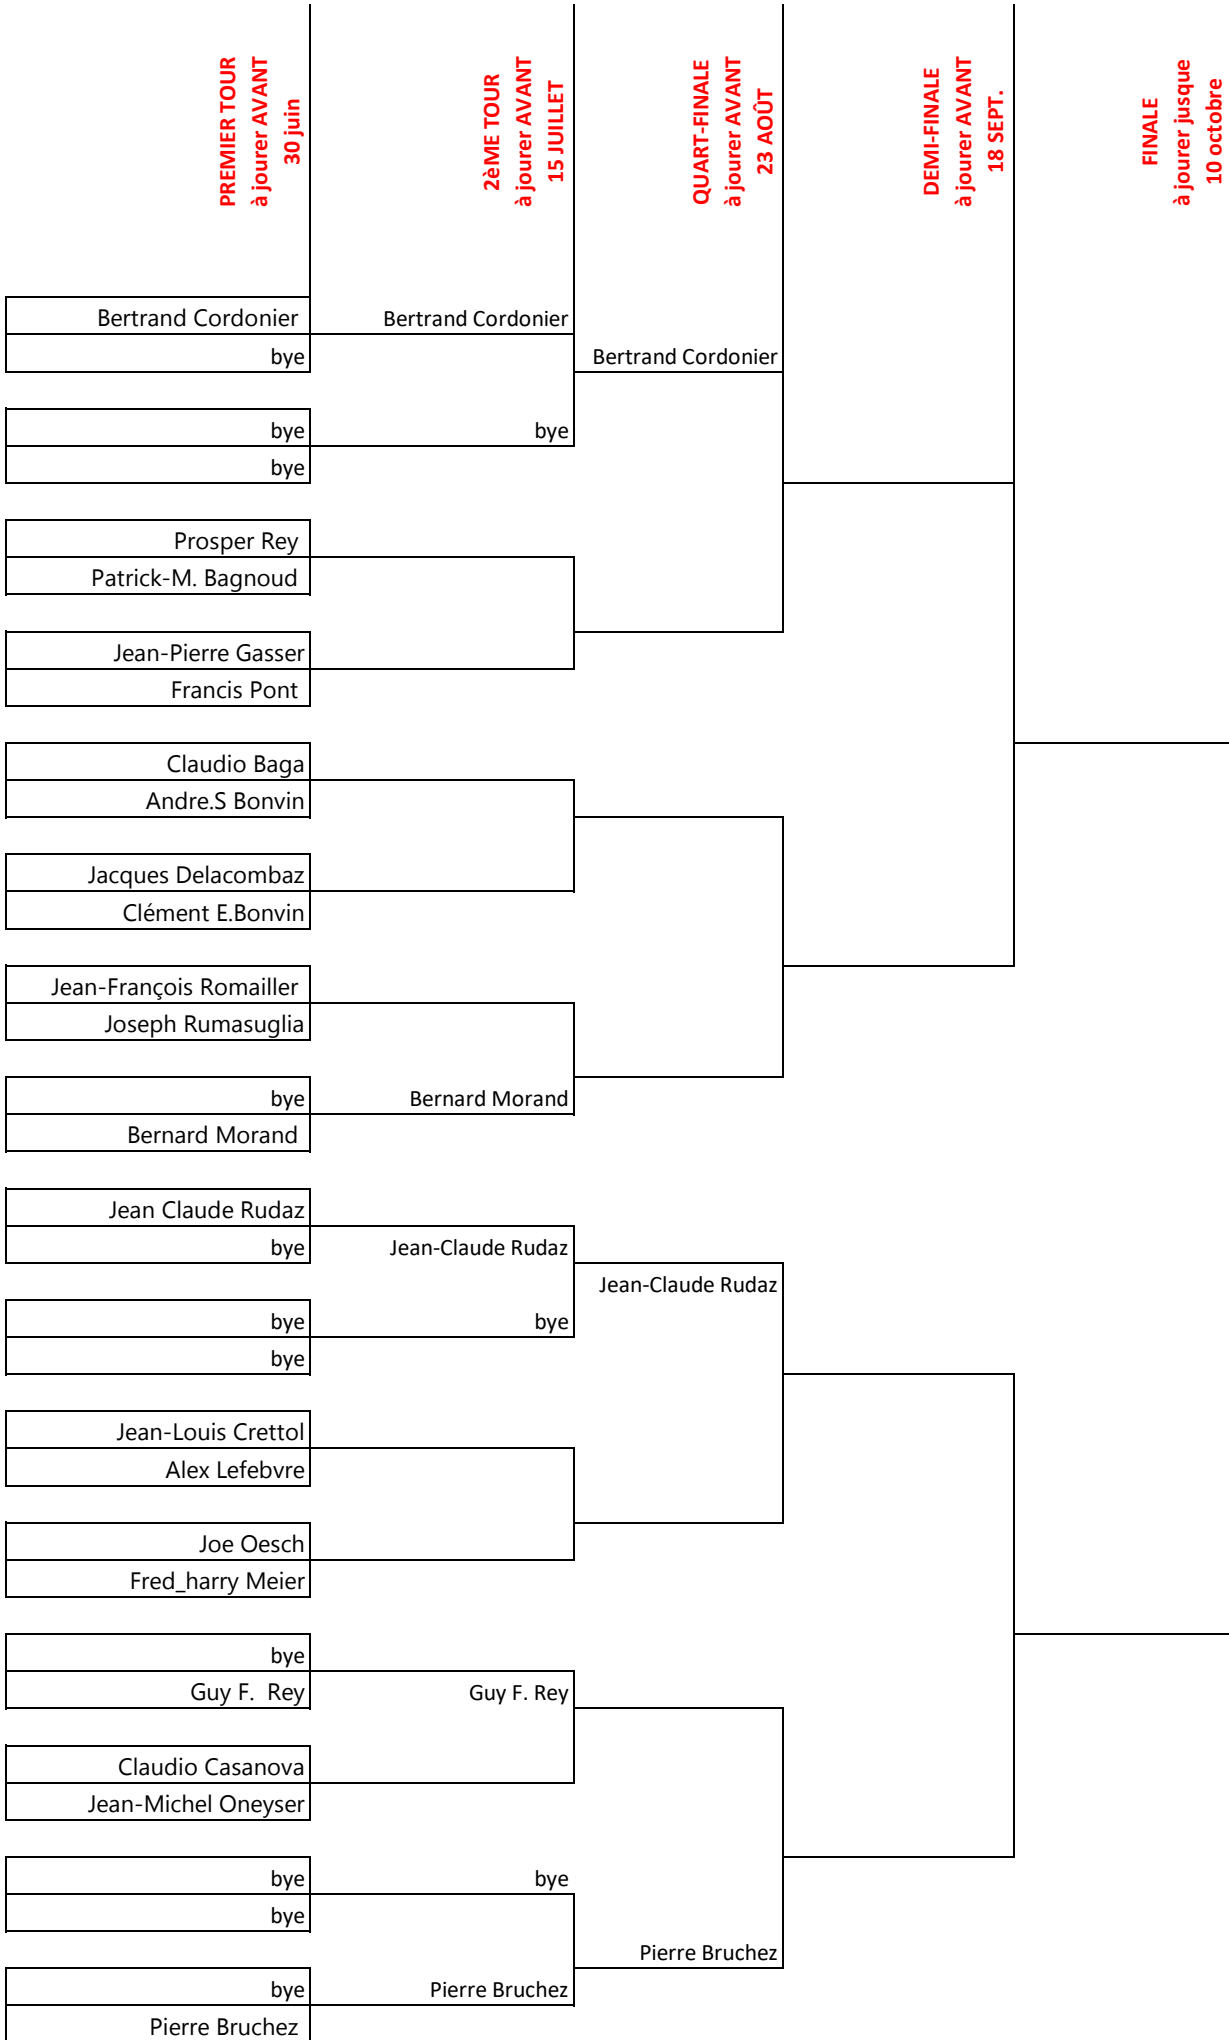 PREMIER TOUR
à jourer AVANT
30 juin
2èME TOUR
à jourer AVANT
15 JUILLET
QUART-FINALE
à jourer AVANT
23 AOÛT
DEMI-FINALE
à jourer AVANT
18 SEPT.
FINALE
à jourer jusque
10 octobre
Bertrand Cordonier
Bertrand Cordonier
bye
Bertrand Cordonier
bye
bye
bye
Prosper Rey
Patrick-M. Bagnoud
Jean-Pierre Gasser
Francis Pont
Claudio Baga
Andre.S Bonvin
Jacques Delacombaz
Clément E.Bonvin
Jean-François Romailler
Joseph Rumasuglia
bye
Bernard Morand
Bernard Morand
Jean Claude Rudaz
bye
Jean-Claude Rudaz
Jean-Claude Rudaz
bye
bye
bye
Jean-Louis Crettol
Alex Lefebvre
Joe Oesch
Fred_harry Meier
bye
Guy F.  Rey
Guy F. Rey
Claudio Casanova
Jean-Michel Oneyser
bye
bye
bye
Pierre Bruchez
bye
Pierre Bruchez
Pierre Bruchez